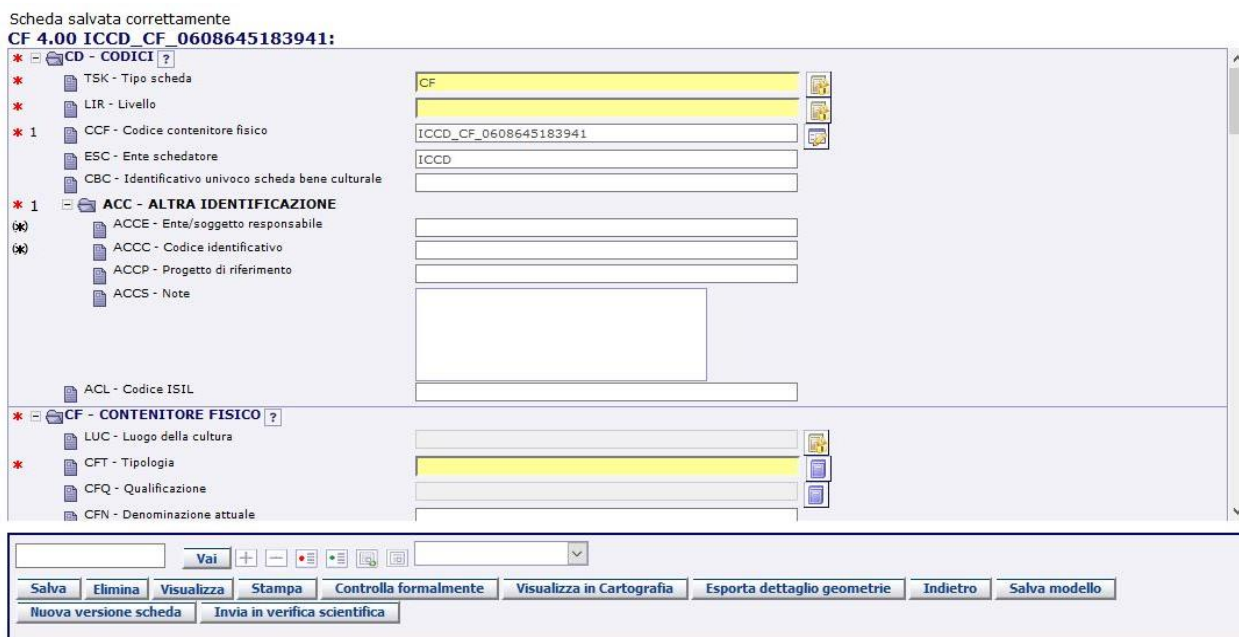 Scheda salvata correttamente
CF 4.00 ICCD_CF_0608645183941:
* CD - CODICI ?
* TSK - Tipo scheda CF
* LIR - Livello
* 1 CCF - Codice contenitore fisico ICCD_CF_0608645183941
ESC - Ente schedatore ICCD
CBC - Identificativo univoco scheda bene culturale
* 1 ACC - ALTRA IDENTIFICAZIONE
(*) ACCE - Ente/soggetto responsabile
(*) ACCC - Codice identificativo
ACCP - Progetto di riferimento
ACCS - Note
ACL - Codice ISIL
* CF - CONTENITORE FISICO ?
LUC - Luogo della cultura
* CFT - Tipologia
CFQ - Qualificazione
CFN - Denominazione attuale
Vai
Salva Elimina Visualizza Stampa Controlla formalmente Visualizza in Cartografia Esporta dettaglio geometrie Indietro Salva modello
Nuova versione scheda Invia in verifica scientifica